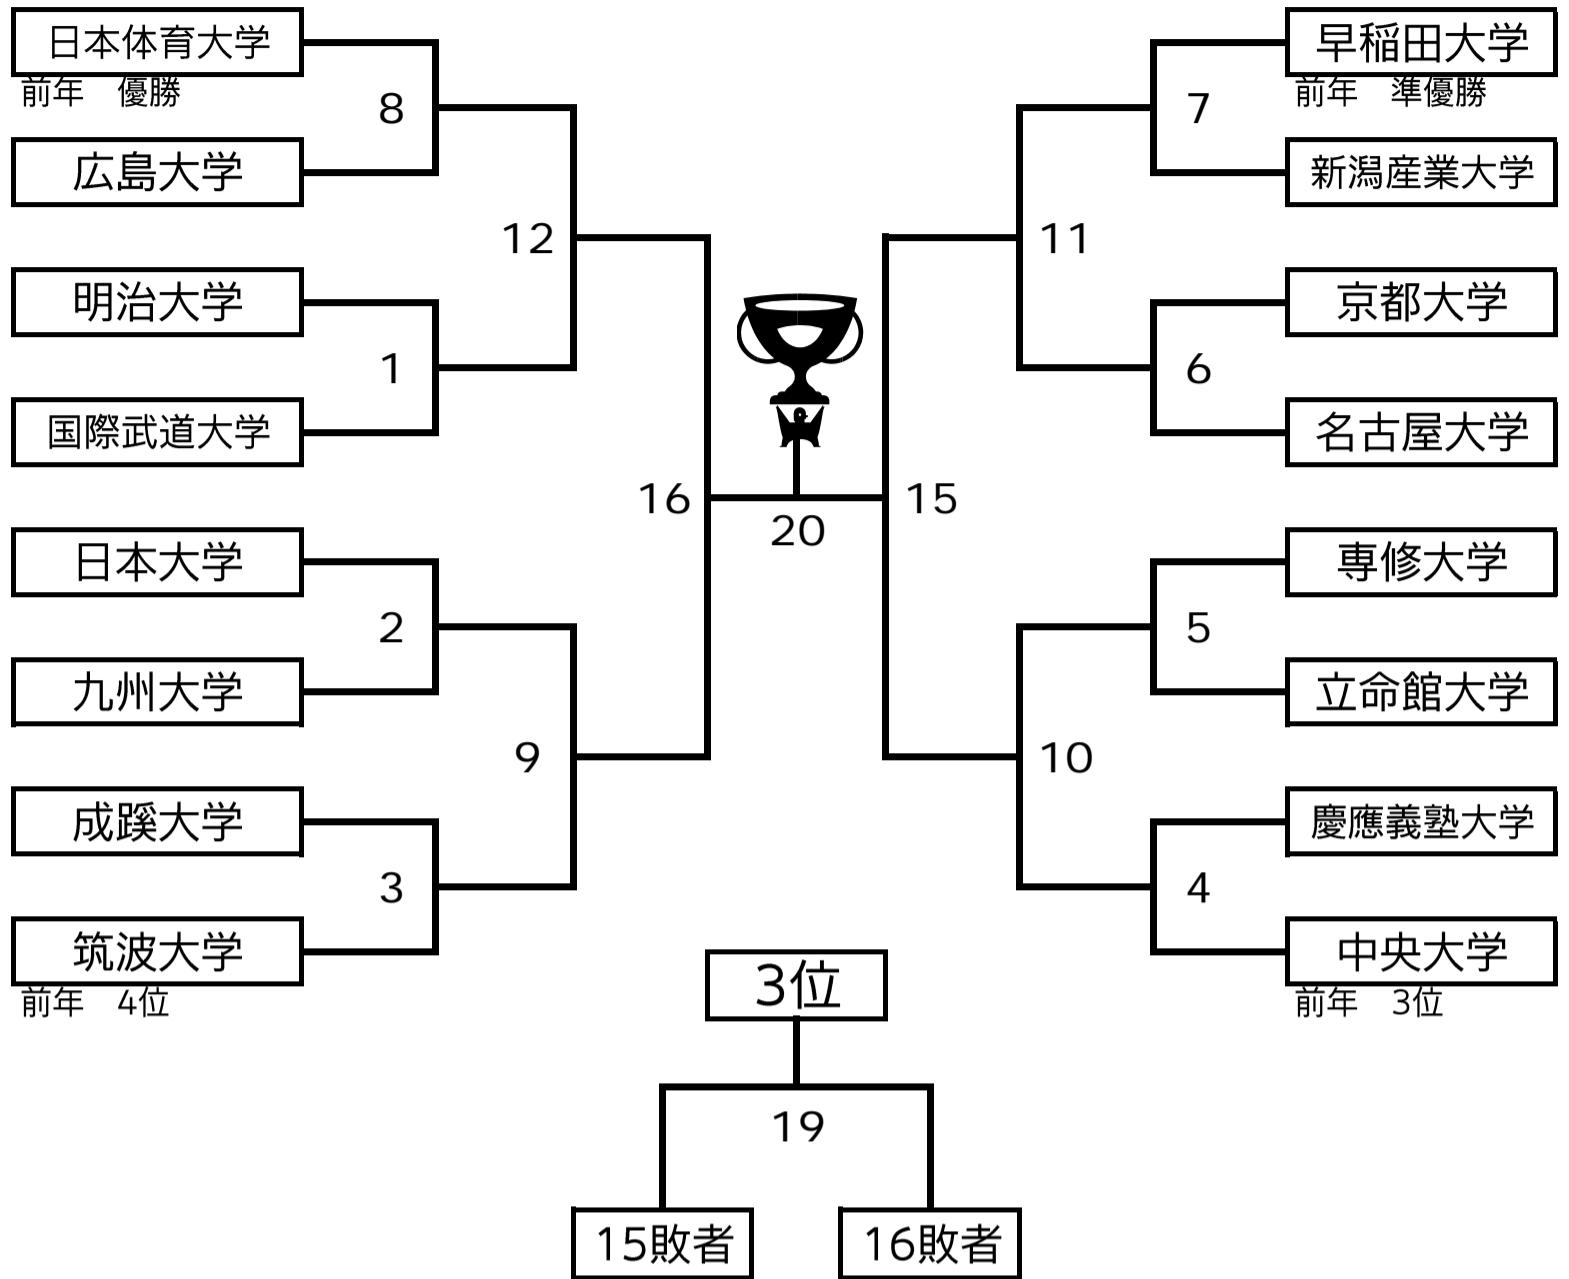 日本体育大学
前年　優勝
8
広島大学
12
明治大学
1
国際武道大学
16
日本大学
2
九州大学
9
成蹊大学
3
筑波大学
前年　4位
20
早稲田大学
前年　準優勝
7
新潟産業大学
11
京都大学
6
名古屋大学
15
専修大学
5
立命館大学
10
慶應義塾大学
4
中央大学
前年　3位
3位
19
15敗者
16敗者